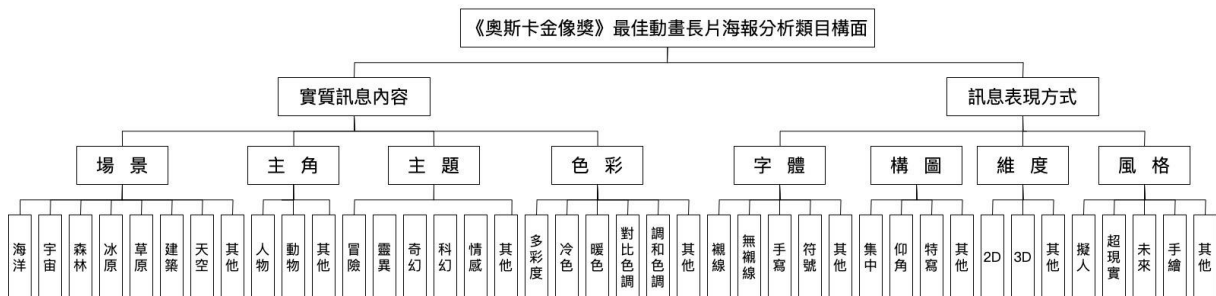 《奧斯卡金像獎》最佳動畫長片海報分析類目構面
實質訊息內容
訊息表現方式
場 景
主 角
主 題
色 彩
字 體
構 圖
維 度
風 格
海洋
宇宙
森林
冰原
草原
建築
天空
其他
人物
動物
其他
冒險
靈異
奇幻
科幻
情感
其他
多彩度
冷色
暖色
對比色調
調和色調
其他
襯線
無襯線
手寫
符號
其他
集中
仰角
特寫
其他
2D
3D
其他
擬人
超現實
未來
手繪
其他